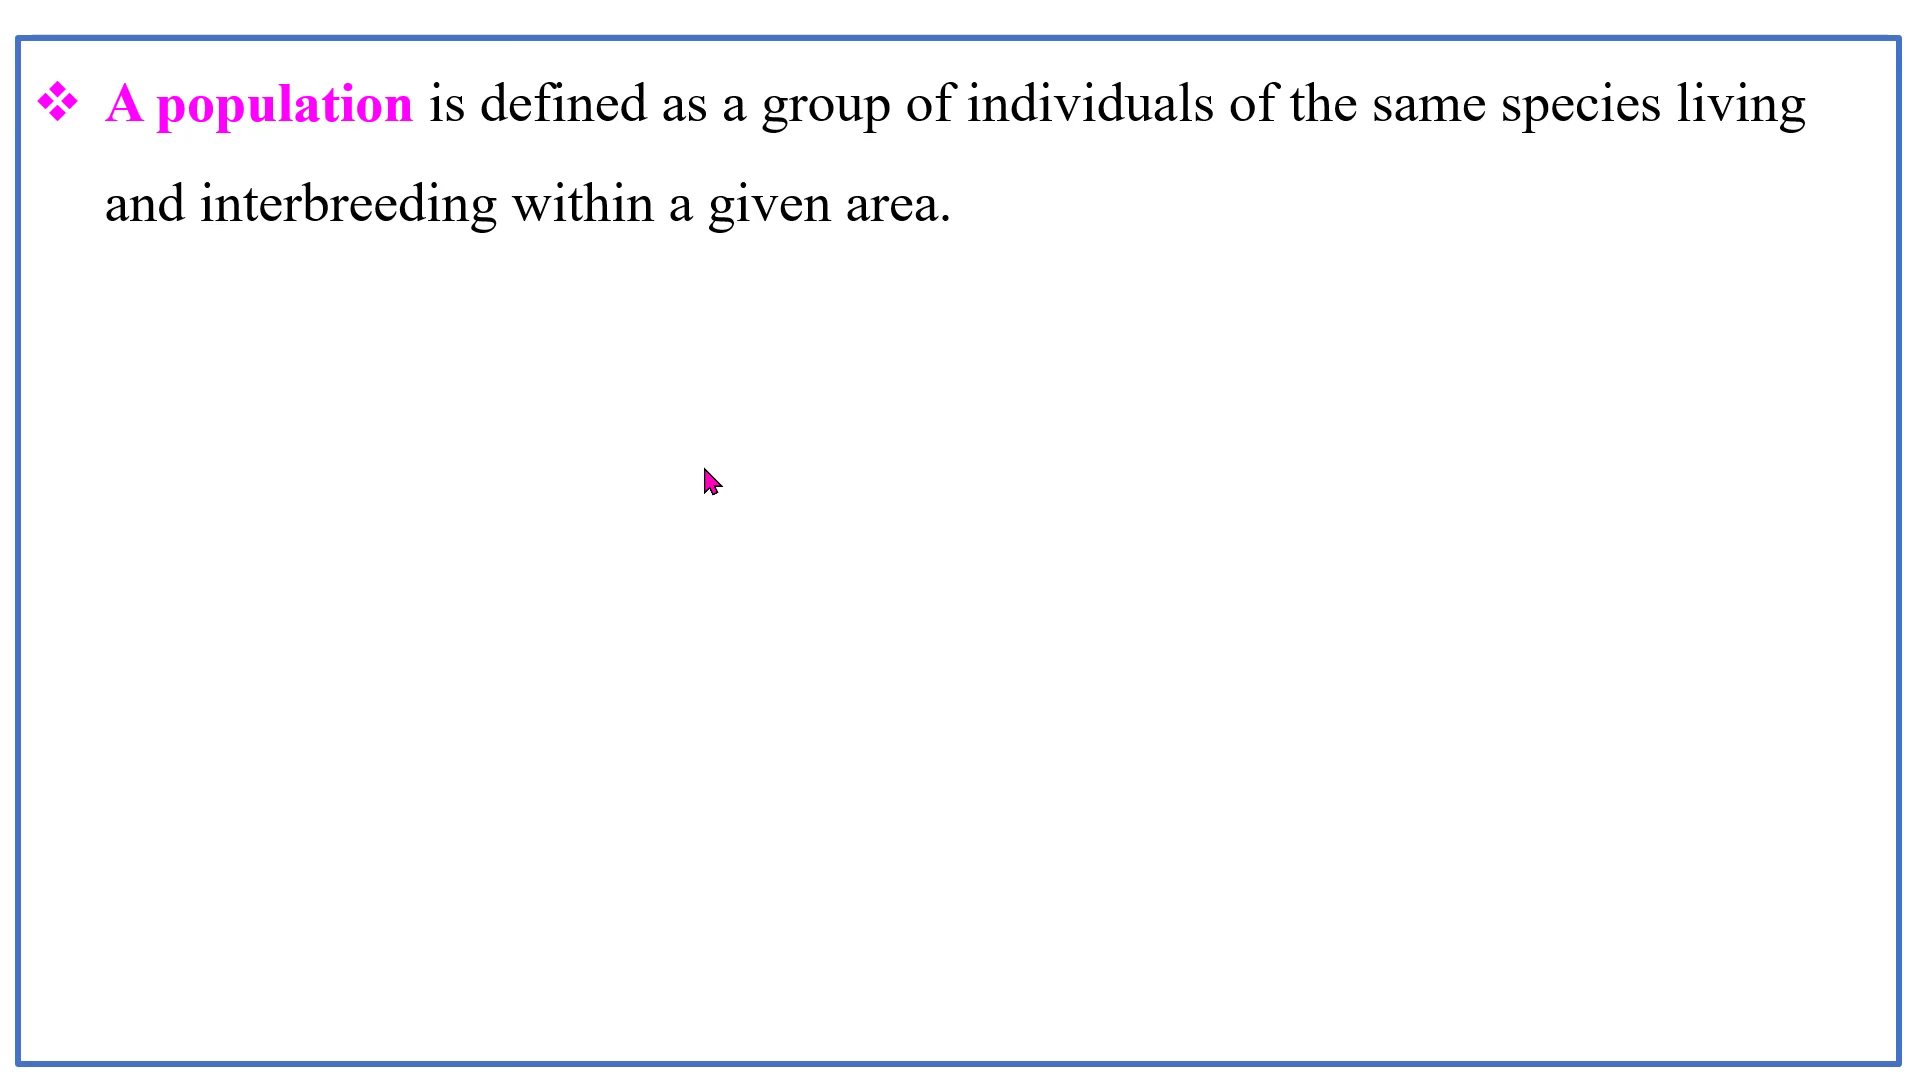 ❖ A population is defined as a group of individuals of the same species living
and interbreeding within a given area.